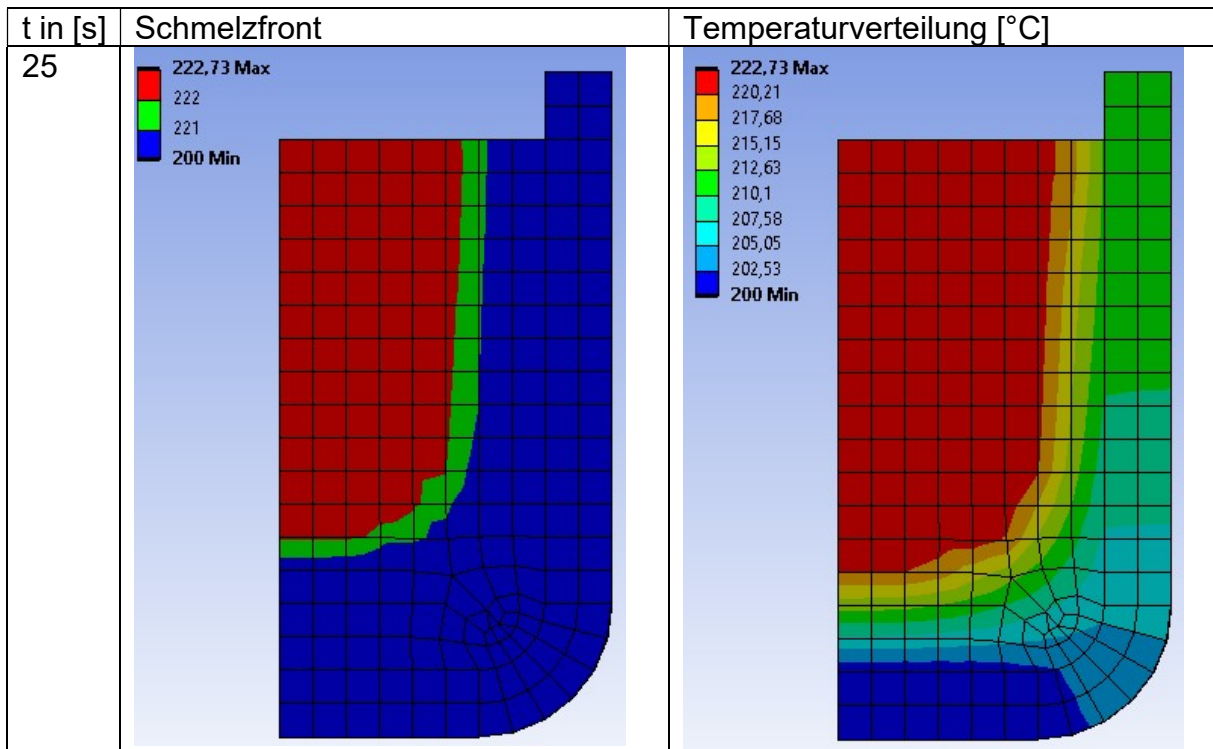 t in [s] Schmelzfront Temperaturverteilung [°C]
25
222,73 Max
222
221
200 Min
222,73 Max
220,21
217,68
215,15
212,63
210,1
207,58
205,05
202,53
200 Min